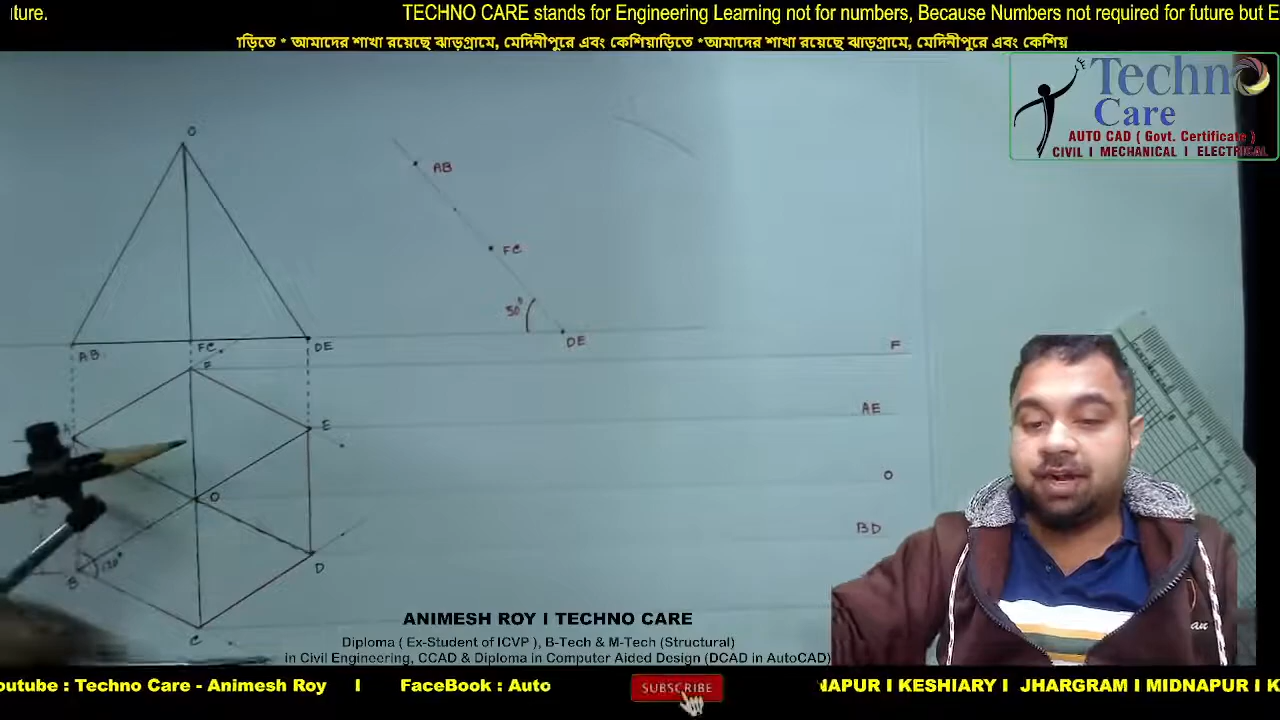 iture. TECHNO CARE stands for Engineering Learning not for numbers, Because Numbers not required for future but E
ড়িতে * আমাদের শাখা রয়েছে ঝাড়গ্রামে, মেদিনীপুরে এবং কেশিয়াড়িতে *আমাদের শাখা রয়েছে ঝাড়গ্রামে, মেদিনীপুরে এবং কেশিয়
Techno
Care
AUTO CAD ( Govt. Certificate )
CIVIL I MECHANICAL I ELECTRICAL
O
AB
FC
50°
DE
AB
FC
DE
F
F
A
AE
E
O
O
BD
B
120°
D
C
ANIMESH ROY I TECHNO CARE
Diploma ( Ex-Student of ICVP ), B-Tech & M-Tech (Structural)
in Civil Engineering, CCAD & Diploma in Computer Aided Design (DCAD in AutoCAD)
outube : Techno Care - Animesh Roy I FaceBook : Auto
SUBSCRIBE
NAPUR I KESHIARY I JHARGRAM I MIDNAPUR I K